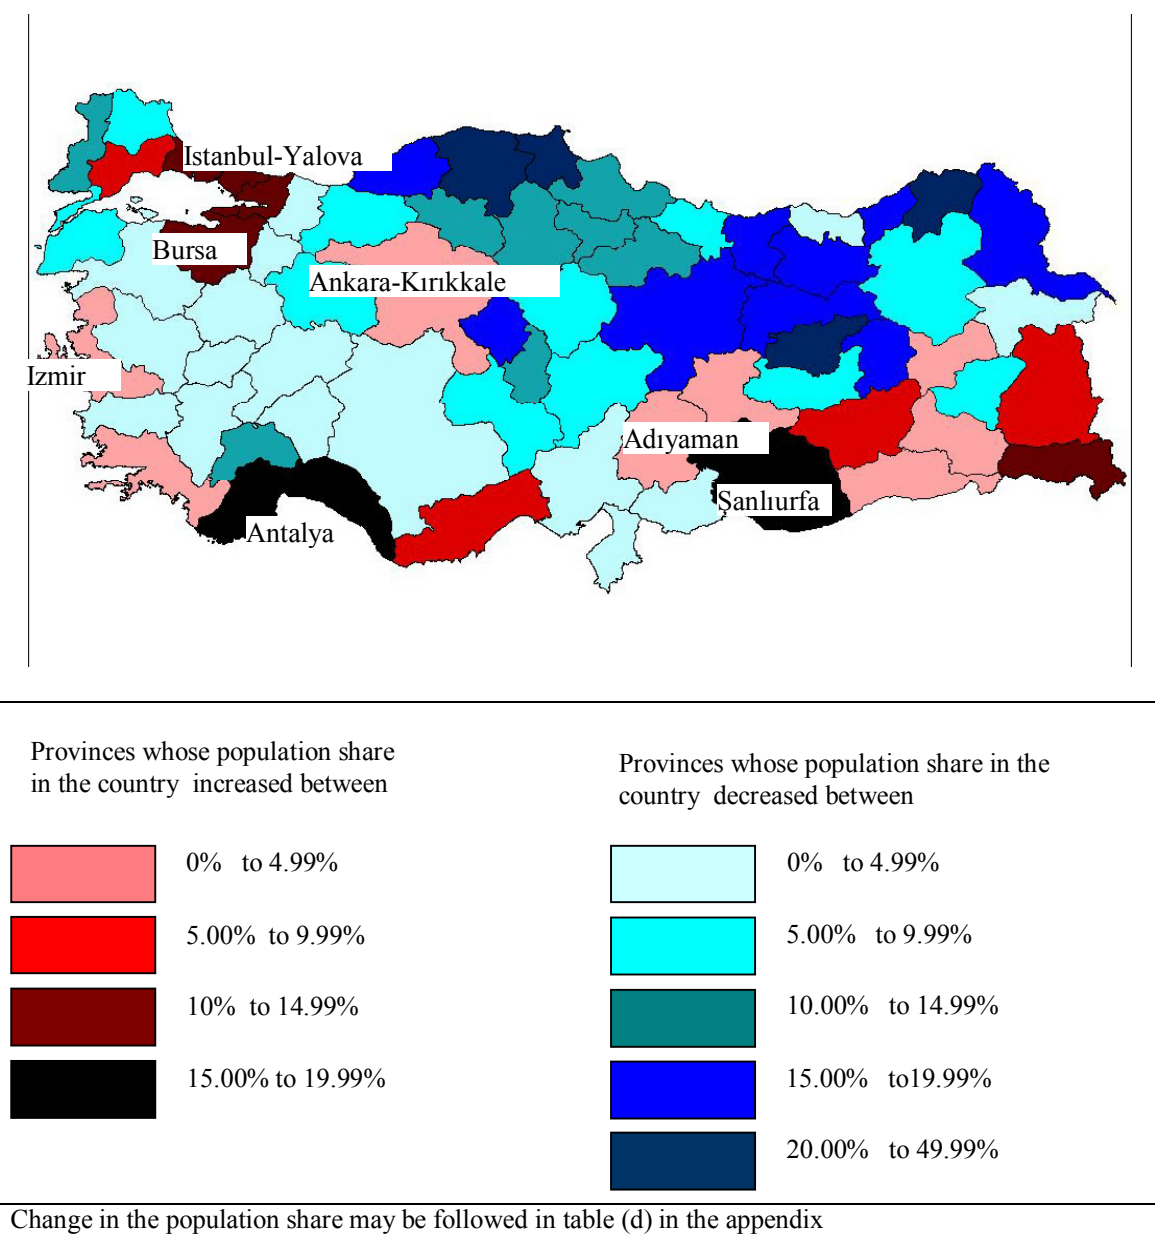 Istanbul-Yalova
Bursa
Ankara-Kırıkkale
Izmir
Adıyaman
Sanlıurfa
Antalya
Provinces whose population share
in the country increased between
0% to 4.99%
5.00% to 9.99%
10% to 14.99%
15.00% to 19.99%
Provinces whose population share in the
country decreased between
0% to 4.99%
5.00% to 9.99%
10.00% to 14.99%
15.00% to19.99%
20.00% to 49.99%
Change in the population share may be followed in table (d) in the appendix